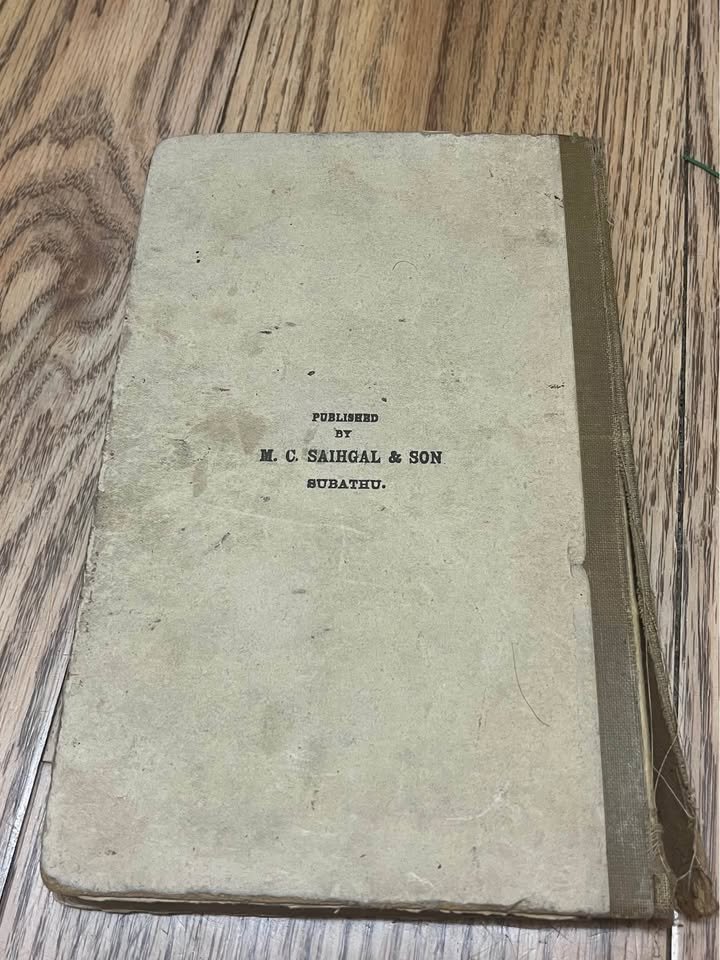 PUBLISHED
BY
M. C. SAIHGAL & SON
SUBATHU.